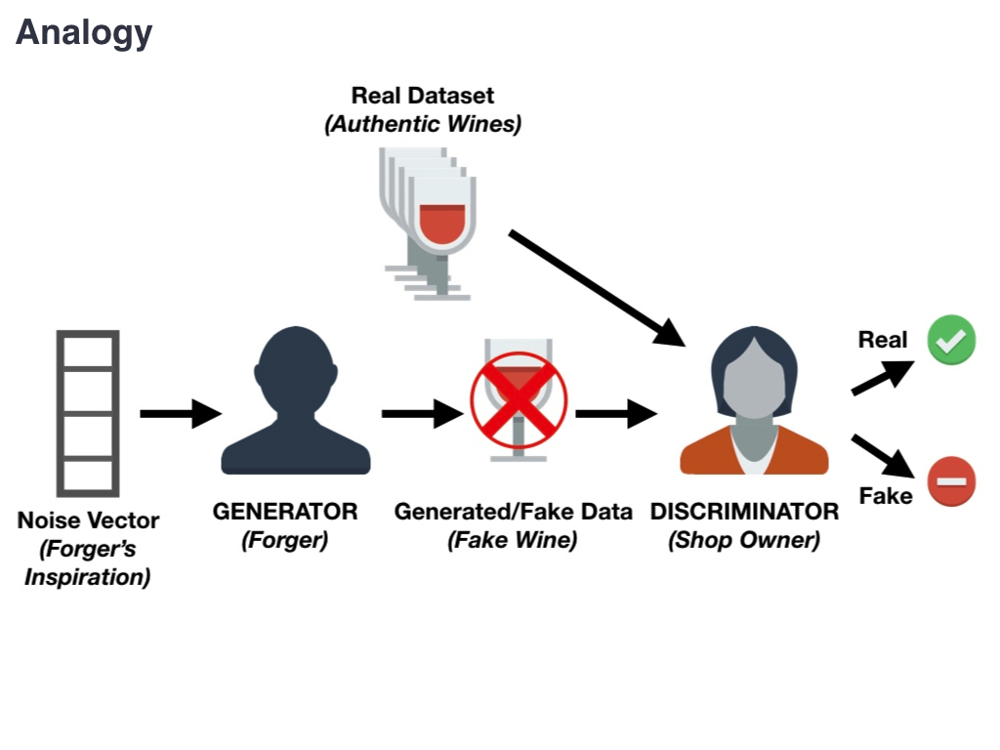 Analogy
Real Dataset
(Authentic Wines)
Real
Fake
Noise Vector
(Forger's
Inspiration)
GENERATOR
(Forger)
Generated/Fake Data
(Fake Wine)
DISCRIMINATOR
(Shop Owner)